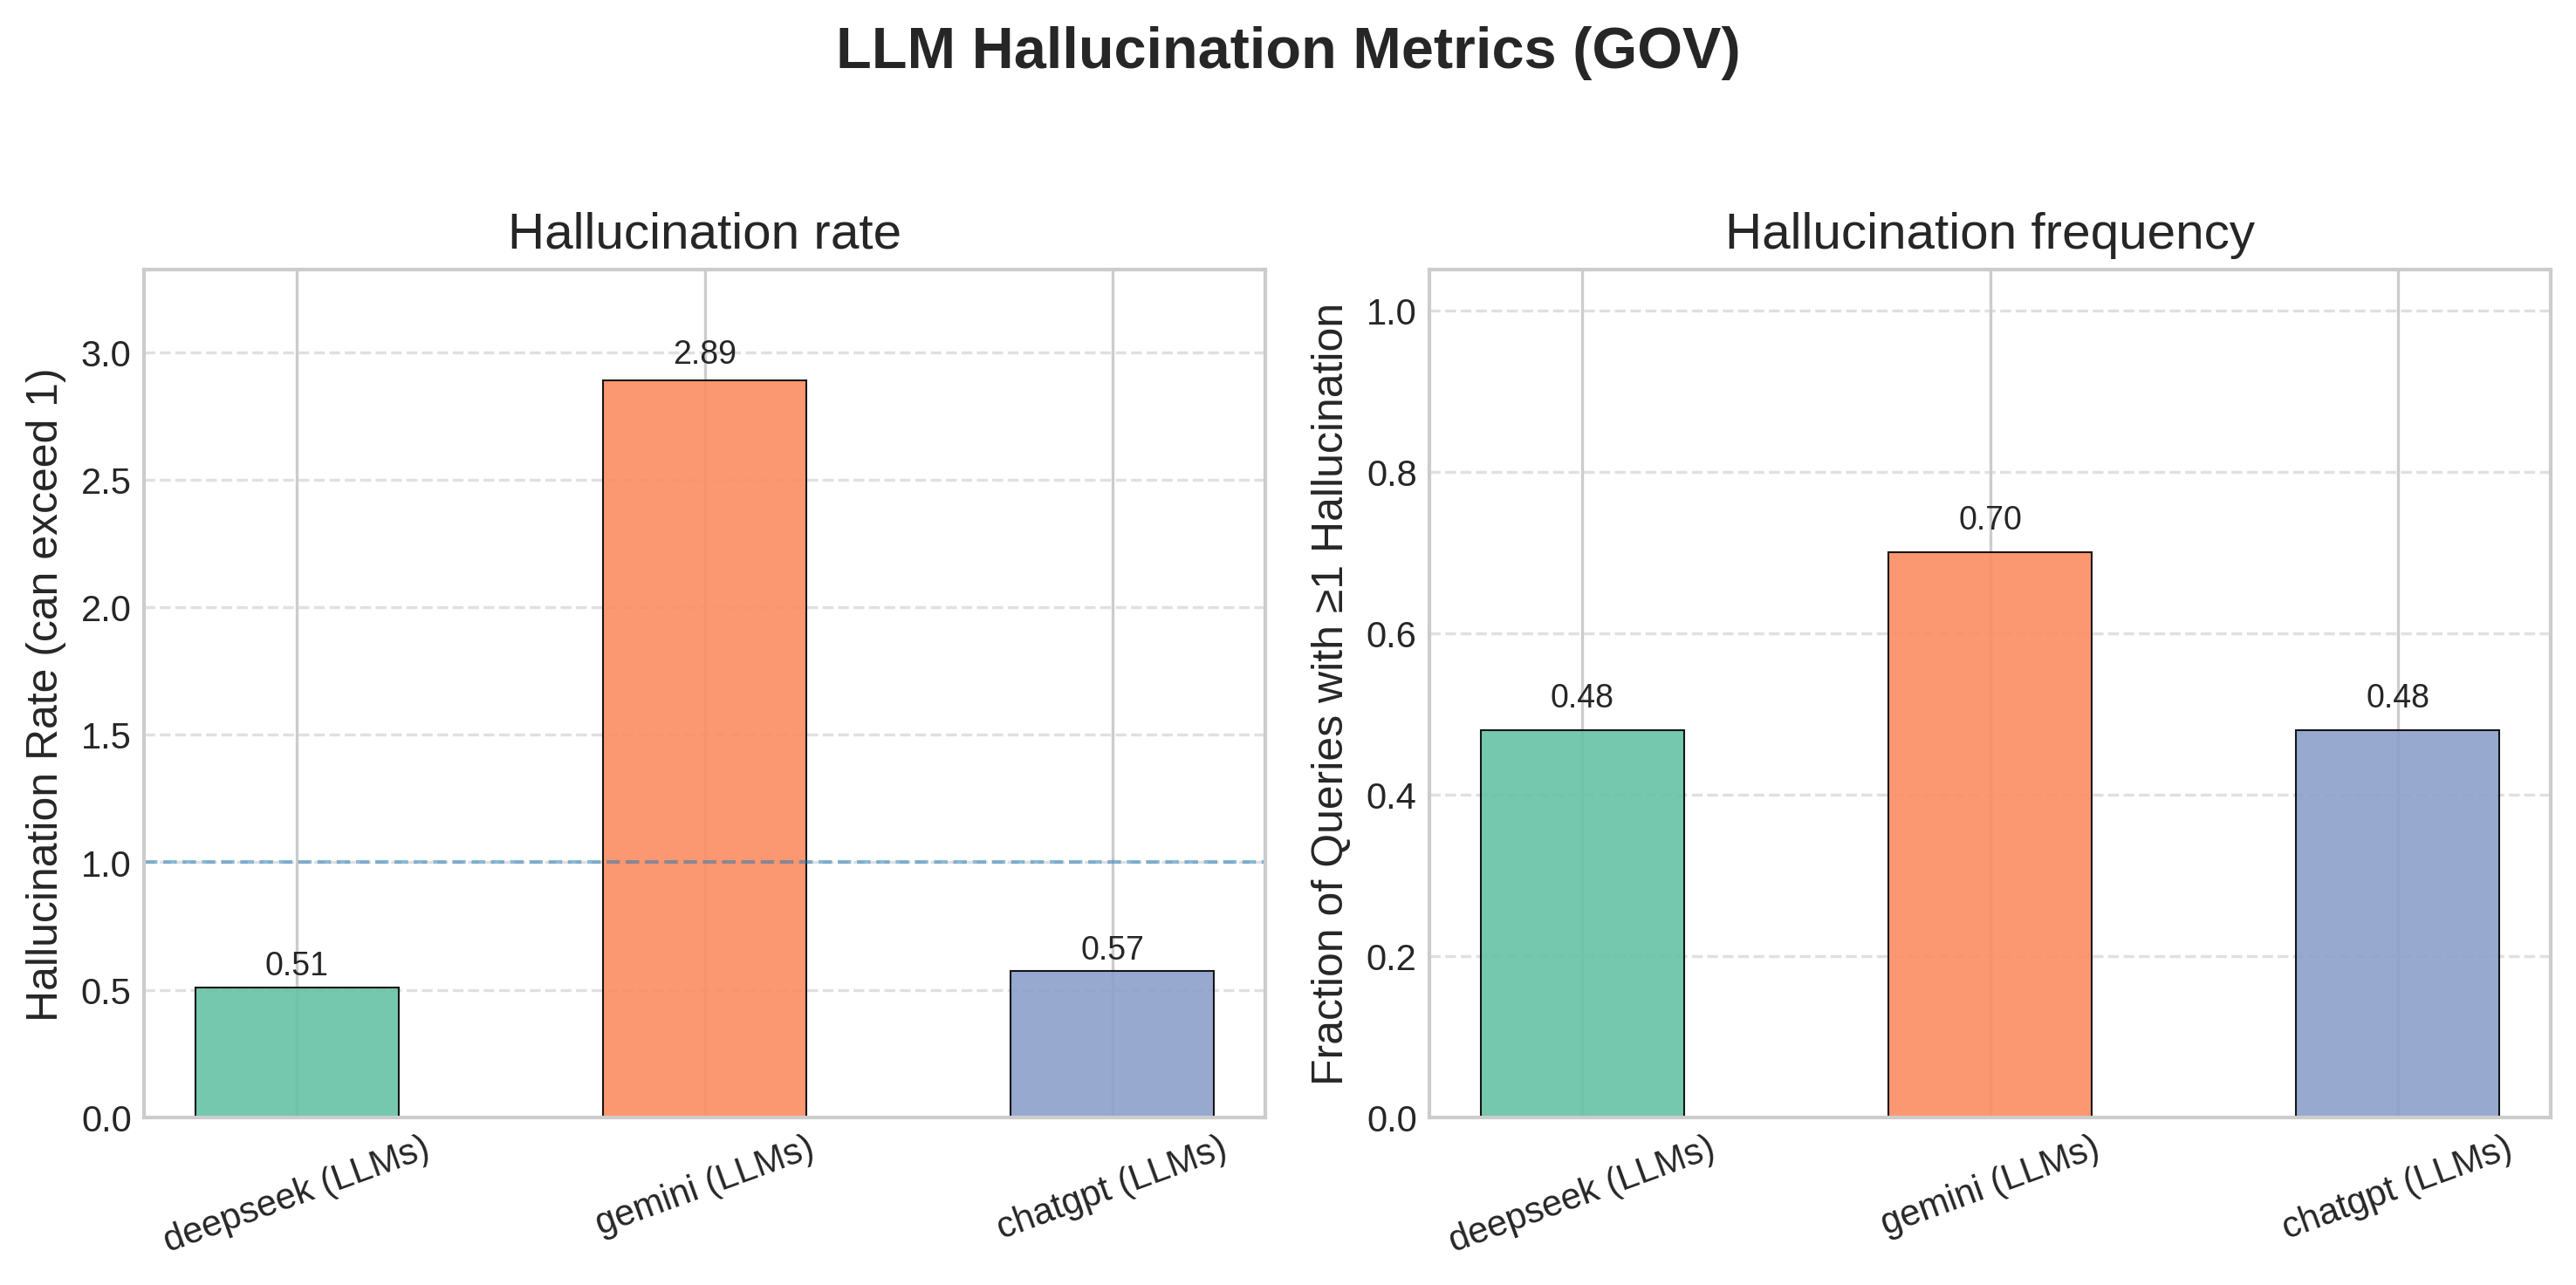 LLM Hallucination Metrics (GOV)
Hallucination rate
Hallucination Rate (can exceed 1)
3.0
2.5
2.0
1.5
1.0
0.5
0.0
0.51
2.89
0.57
deepseek (LLMs)
gemini (LLMs)
chatgpt (LLMs)
Hallucination frequency
Fraction of Queries with ≥1 Hallucination
1.0
0.8
0.6
0.4
0.2
0.0
0.48
0.70
0.48
deepseek (LLMs)
gemini (LLMs)
chatgpt (LLMs)